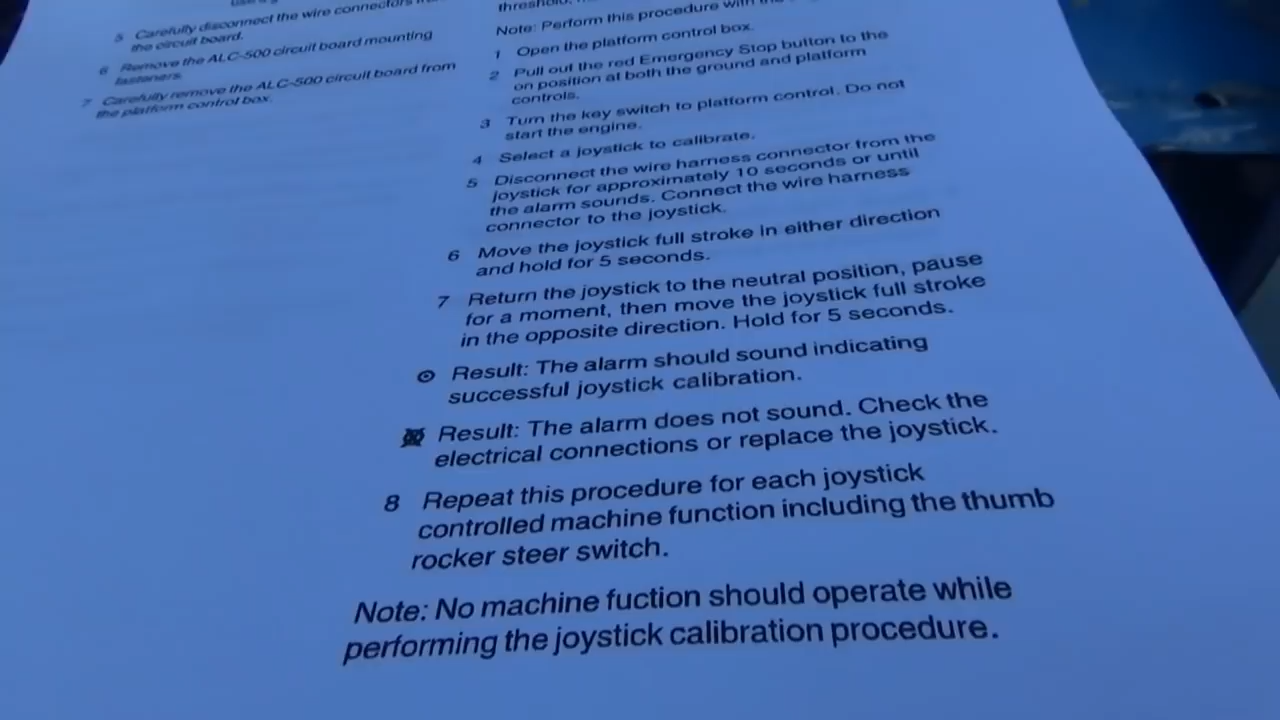 5 Carefully disconnect the wire connectors
the circuit board.
6 Remove the ALC-500 circuit board mounting
fasteners.
7 Carefully remove the ALC-500 circuit board from
the platform control box.
threshold,
Note: Perform this procedure with the
1 Open the platform control box.
2 Pull out the red Emergency Stop button to the
on position at both the ground and platform
controls.
3 Turn the key switch to platform control. Do not
start the engine.
4 Select a joystick to calibrate.
5 Disconnect the wire harness connector from the
joystick for approximately 10 seconds or until
the alarm sounds. Connect the wire harness
connector to the joystick.
6 Move the joystick full stroke in either direction
and hold for 5 seconds.
7 Return the joystick to the neutral position, pause
for a moment, then move the joystick full stroke
in the opposite direction. Hold for 5 seconds.
Result: The alarm should sound indicating
successful joystick calibration.
Result: The alarm does not sound. Check the
electrical connections or replace the joystick.
8 Repeat this procedure for each joystick
controlled machine function including the thumb
rocker steer switch.
Note: No machine fuction should operate while
performing the joystick calibration procedure.